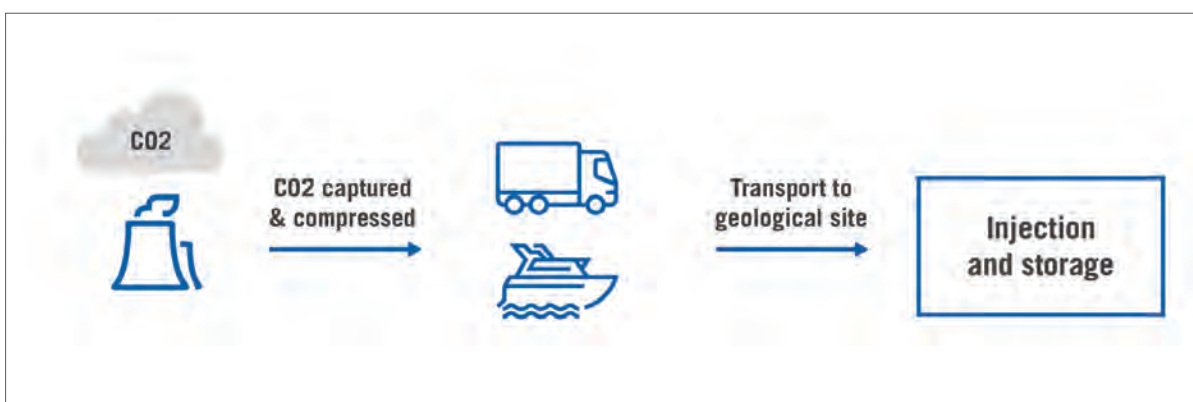 CO2
CO2 captured
& compressed
Transport to
geological site
Injection
and storage